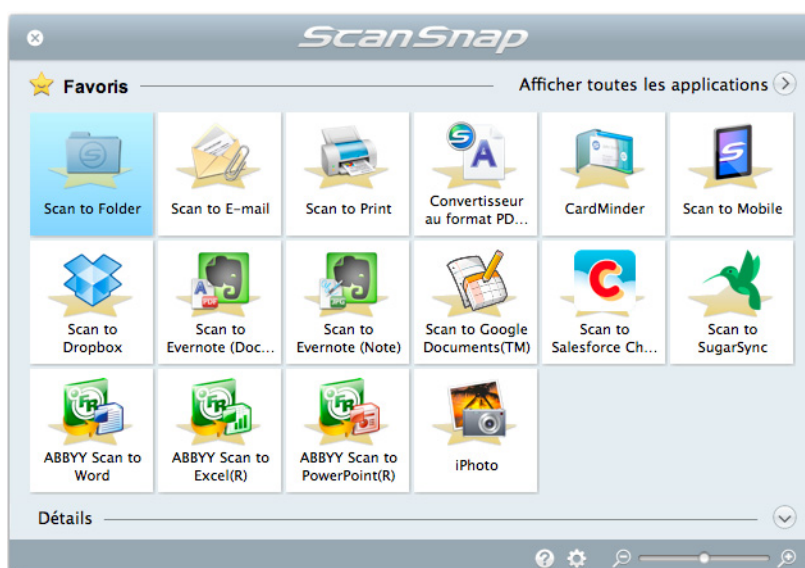 ScanSnap
Favoris
Afficher toutes les applications
Scan to Folder
Scan to E-mail
Scan to Print
Convertisseur
au format PD...
CardMinder
Scan to Mobile
Scan to
Dropbox
Scan to
Evernote (Doc...
Scan to
Evernote (Note)
Scan to Google
Documents(TM)
Scan to
Salesforce Ch...
Scan to
SugarSync
ABBYY Scan to
Word
ABBYY Scan to
Excel(R)
ABBYY Scan to
PowerPoint(R)
iPhoto
Détails